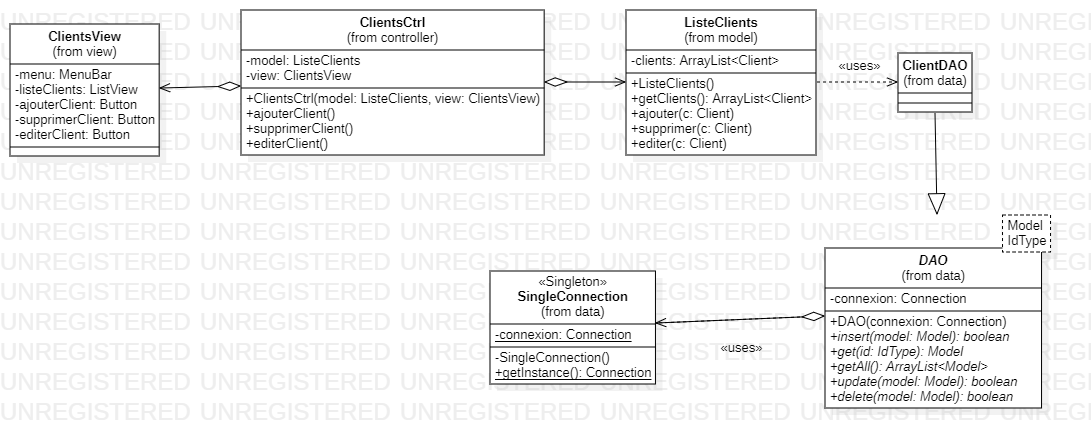 ClientsView
(from view)
-menu: MenuBar
-listeClients: ListView
-ajouterClient: Button
-supprimerClient: Button
-editerClient: Button
ClientsCtrl
(from controller)
-model: ListeClients
-view: ClientsView
+ClientsCtrl(model: ListeClients, view: ClientsView)
+ajouterClient()
+supprimerClient()
+editerClient()
ListeClients
(from model)
-clients: ArrayList<Client>
+ListeClients()
+getClients(): ArrayList<Client>
+ajouter(c: Client)
+supprimer(c: Client)
+editer(c: Client)
«uses»
ClientDAO
(from data)
Model
IdType
DAO
(from data)
-connexion: Connection
+DAO(connexion: Connection)
+insert(model: Model): boolean
+get(id: IdType): Model
+getAll(): ArrayList<Model>
+update(model: Model): boolean
+delete(model: Model): boolean
«uses»
«Singleton»
SingleConnection
(from data)
-connexion: Connection
-SingleConnection()
+getInstance(): Connection
UNREGISTERED UNREGISTERED UNREGISTERED UNREGISTERED UNREGISTERED